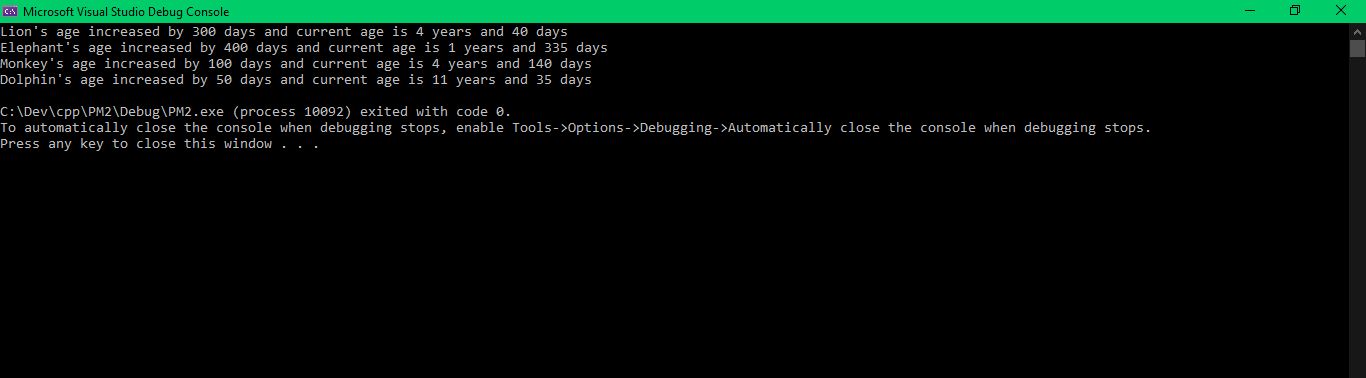 Microsoft Visual Studio Debug Console
Lion's age increased by 300 days and current age is 4 years and 40 days
Elephant's age increased by 400 days and current age is 1 years and 335 days
Monkey's age increased by 100 days and current age is 4 years and 140 days
Dolphin's age increased by 50 days and current age is 11 years and 35 days
C:\Dev\cpp\PM2\Debug\PM2.exe (process 10092) exited with code 0.
To automatically close the console when debugging stops, enable Tools->Options->Debugging->Automatically close the console when debugging stops.
Press any key to close this window . . .